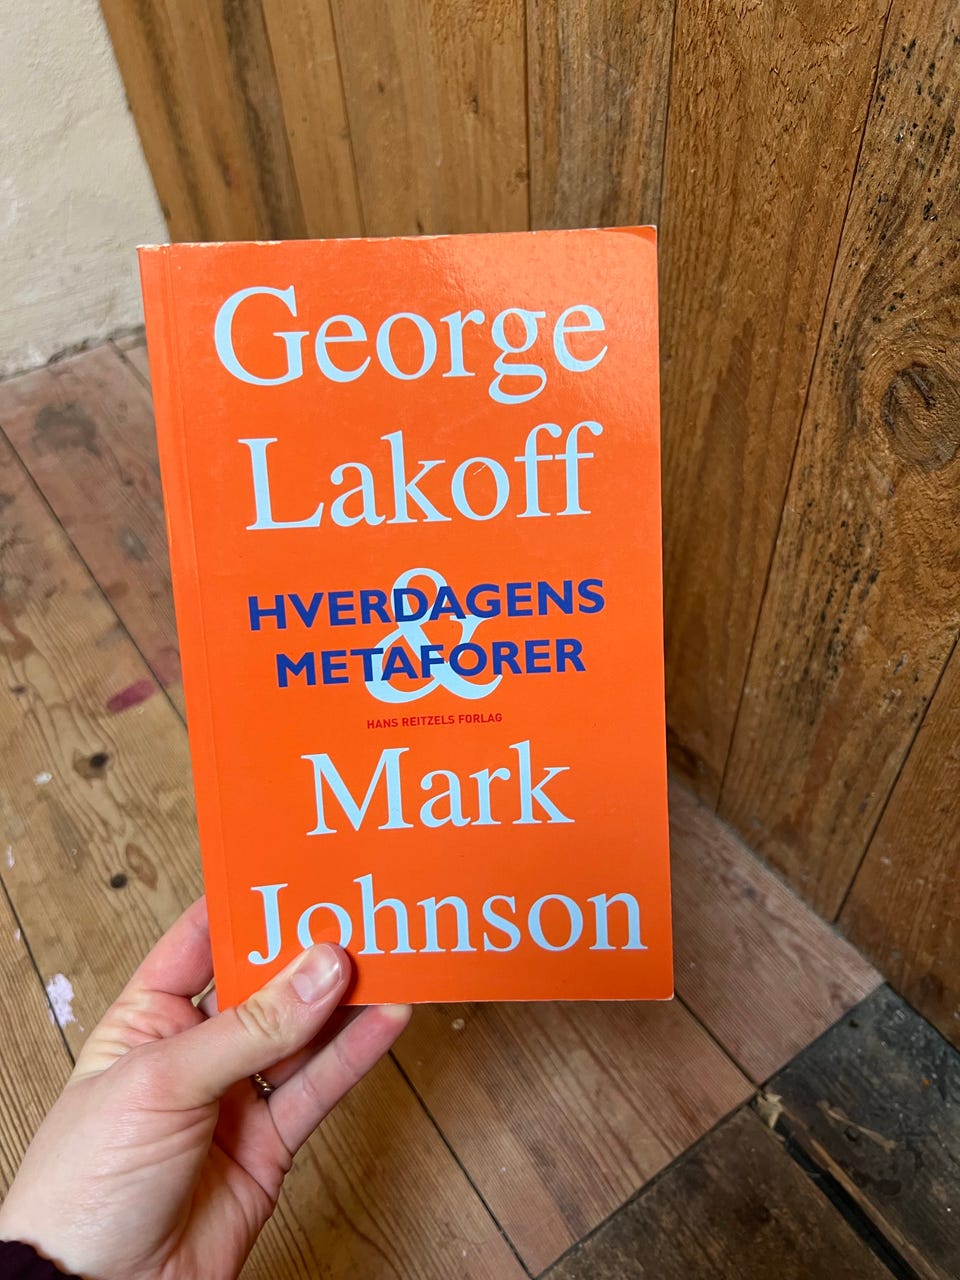 George
Lakoff
&
HVERDAGENS
METAFORER
HANS REITZELS FORLAG
Mark
Johnson